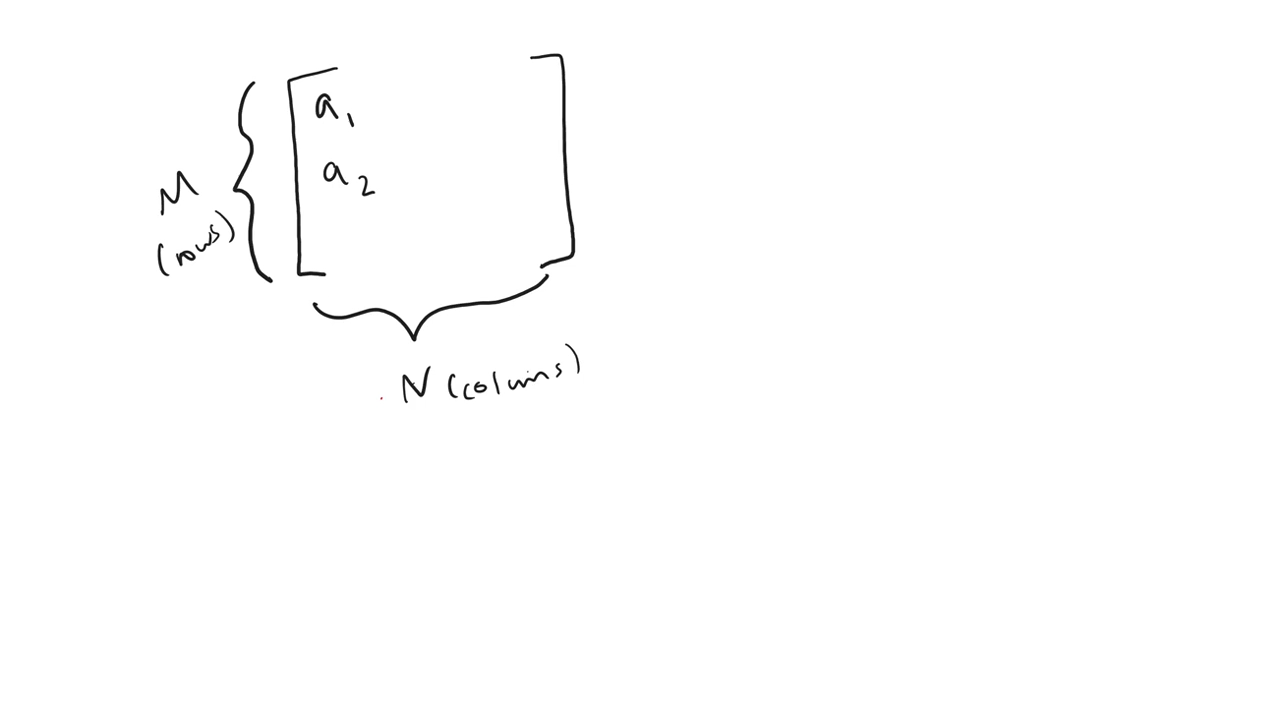 a₁
a₂
M
(rows)
N (colums)